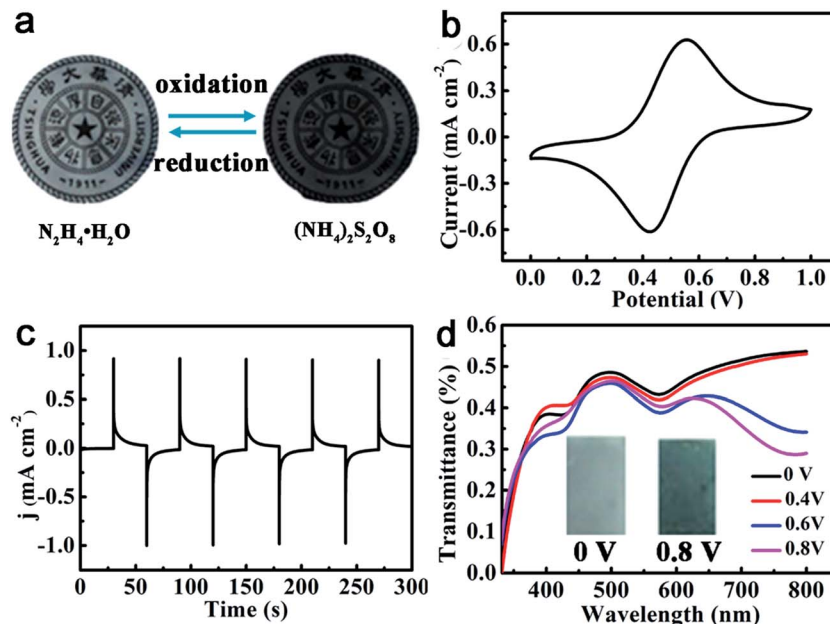 a
oxidation
reduction
TSINGHUA
UNIVERSITY
1911
N₂H₄•H₂O
(NH₄)₂S₂O₈
TSINGHUA
UNIVERSITY
1911
b
Current (mA cm⁻²)
0.6
0.3
0.0
-0.3
-0.6
0.0 0.2 0.4 0.6 0.8 1.0
Potential (V)
c
j (mA cm⁻²)
1.0
0.5
0.0
-0.5
-1.0
0 50 100 150 200 250 300
Time (s)
d
Transmittance (%)
0.6
0.5
0.4
0.3
0.2
0.1
0.0
0 V
0.8 V
0 V
0.4V
0.6V
0.8V
400 500 600 700 800
Wavelength (nm)